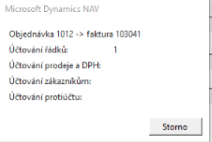 Microsoft Dynamics NAV
Objednávka 1012 -> faktura 103041
Účtování řádků: 1
Účtování prodeje a DPH:
Účtování zákazníkům:
Účtování protiúčtu:
Storno